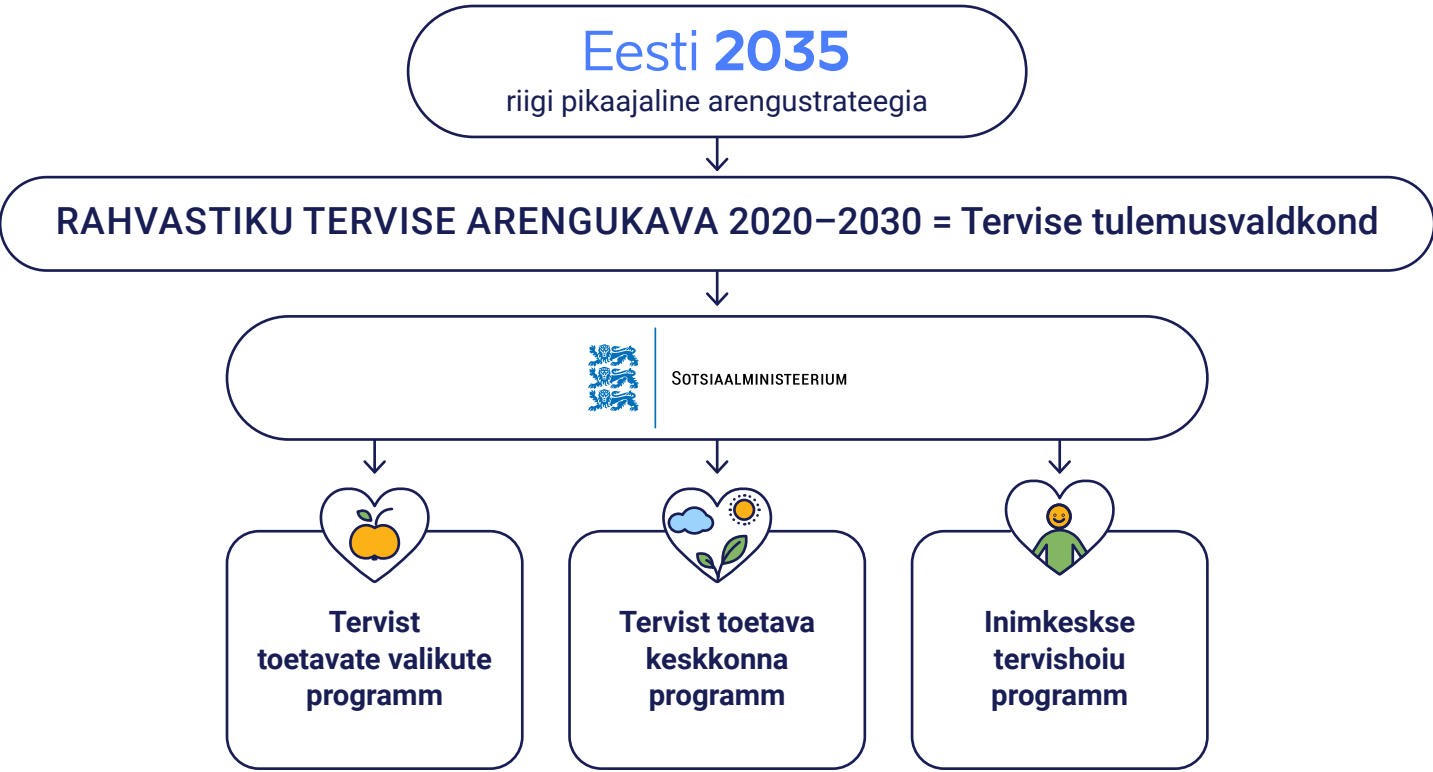 Eesti 2035
riigi pikaajaline arengustrateegia
RAHVASTIKU TERVISE ARENGUKAVA 2020–2030 = Tervise tulemusvaldkond
SOTSIAALMINISTEERIUM
Tervist
toetavate valikute
programm
Tervist toetava
keskkonna
programm
Inimkeskse
tervishoiu
programm